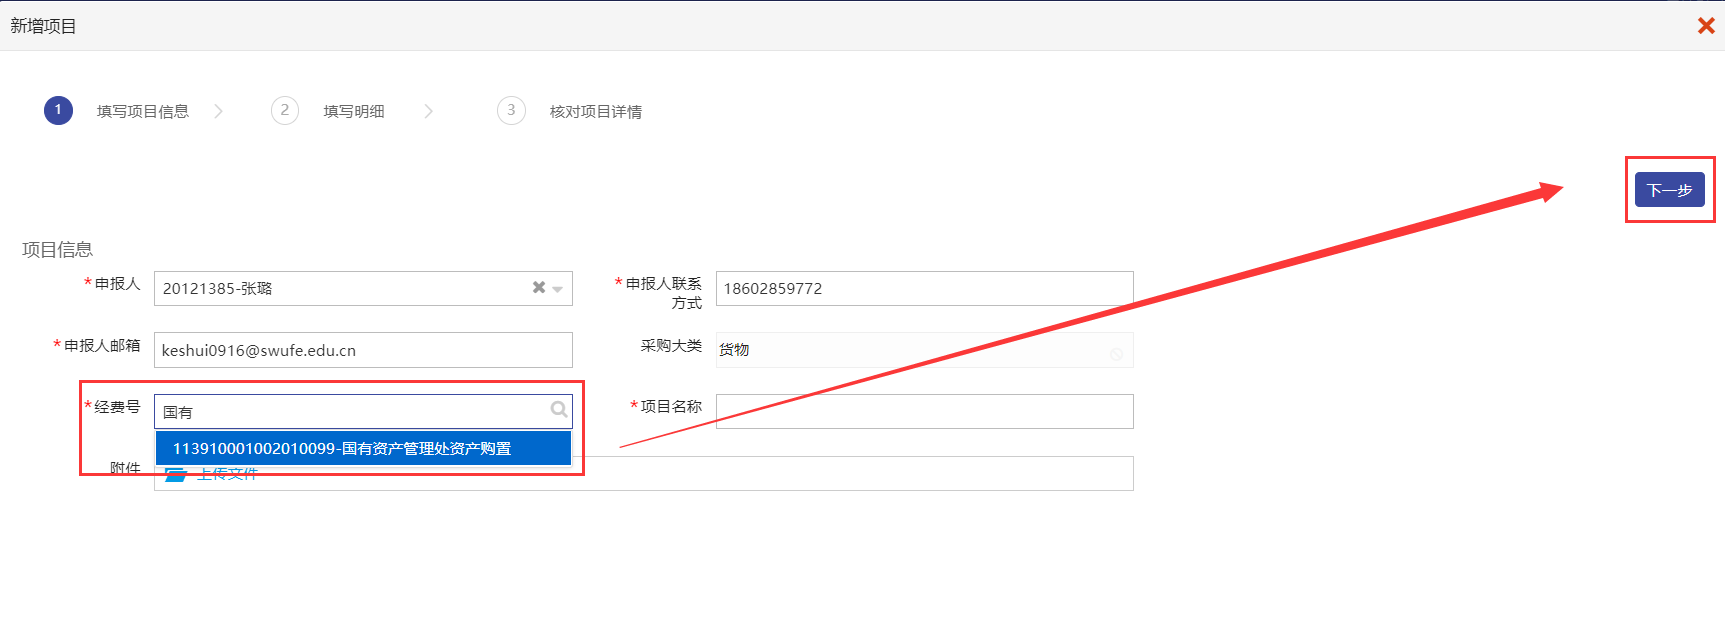 新增项目
1 填写项目信息 2 填写明细 3 核对项目详情
下一步
项目信息
*申报人 20121385-张璐 *申报人联系方式 18602859772
*申报人邮箱 keshui0916@swufe.edu.cn 采购大类 货物
*经费号 国有 *项目名称
113910001002010099-国有资产管理处资产购置
附件 上传文件